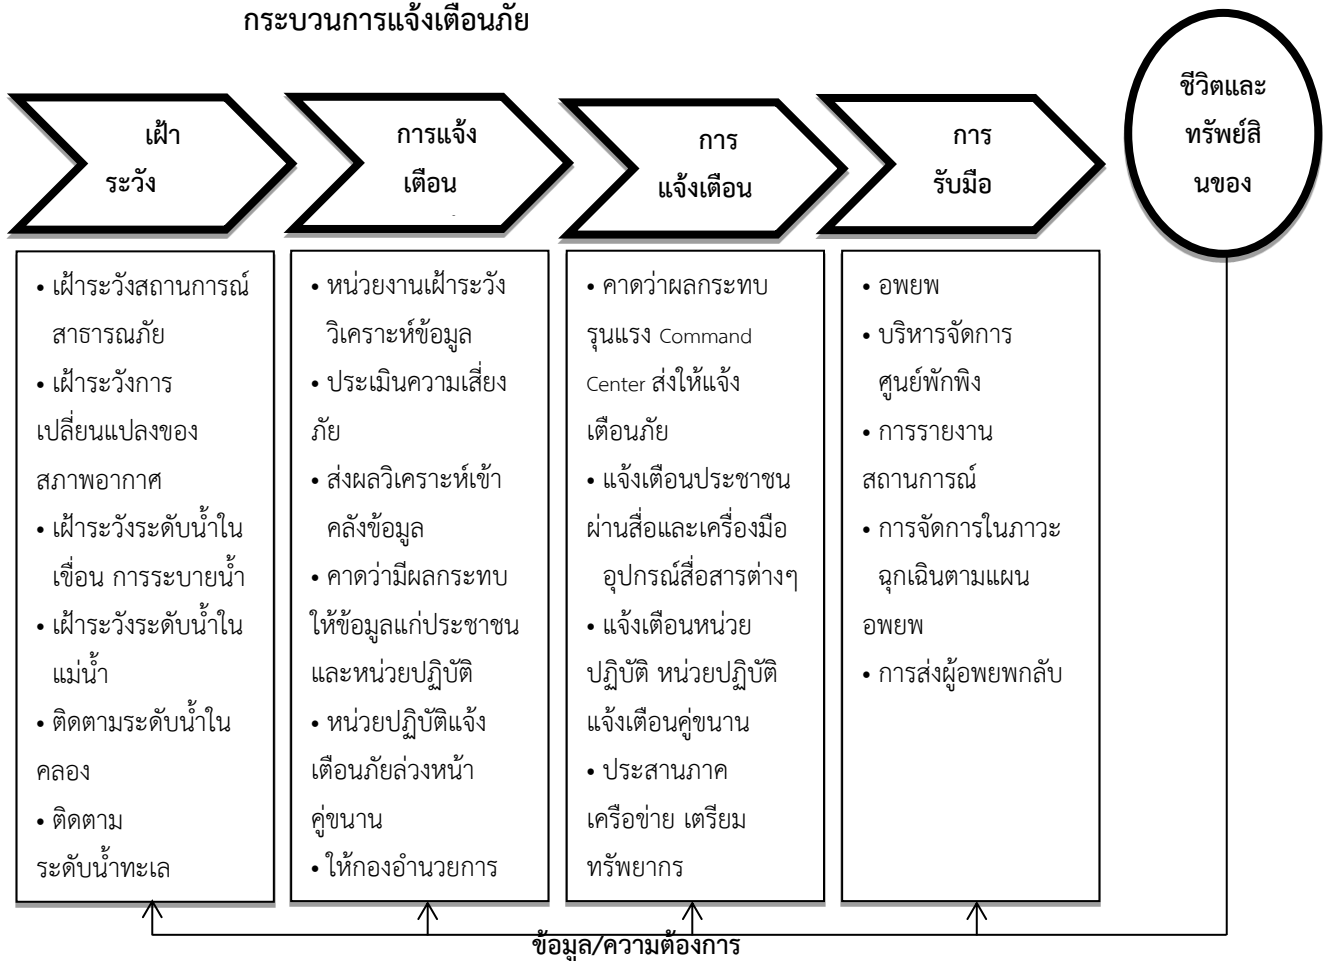 กระบวนการแจ้งเตือนภัย
เฝ้า
ระวัง
การแจ้ง
เตือน
การ
แจ้งเตือน
การ
รับมือ
ชีวิตและ
ทรัพย์สิ
นของ
• เฝ้าระวังสถานการณ์
สาธารณภัย
• เฝ้าระวังการ
เปลี่ยนแปลงของ
สภาพอากาศ
• เฝ้าระวังระดับน้ำใน
เขื่อน การระบายน้ำ
• เฝ้าระวังระดับน้ำใน
แม่น้ำ
• ติดตามระดับน้ำใน
คลอง
• ติดตาม
ระดับน้ำทะเล
• หน่วยงานเฝ้าระวัง
วิเคราะห์ข้อมูล
• ประเมินความเสี่ยง
ภัย
• ส่งผลวิเคราะห์เข้า
คลังข้อมูล
• คาดว่ามีผลกระทบ
ให้ข้อมูลแก่ประชาชน
และหน่วยปฏิบัติ
• หน่วยปฏิบัติแจ้ง
เตือนภัยล่วงหน้า
คู่ขนาน
• ให้กองอำนวยการ
• คาดว่าผลกระทบ
รุนแรง Command
Center ส่งให้แจ้ง
เตือนภัย
• แจ้งเตือนประชาชน
ผ่านสื่อและเครื่องมือ
อุปกรณ์สื่อสารต่างๆ
• แจ้งเตือนหน่วย
ปฏิบัติ หน่วยปฏิบัติ
แจ้งเตือนคู่ขนาน
• ประสานภาค
เครือข่าย เตรียม
ทรัพยากร
• อพยพ
• บริหารจัดการ
ศูนย์พักพิง
• การรายงาน
สถานการณ์
• การจัดการในภาวะ
ฉุกเฉินตามแผน
อพยพ
• การส่งผู้อพยพกลับ
ข้อมูล/ความต้องการ